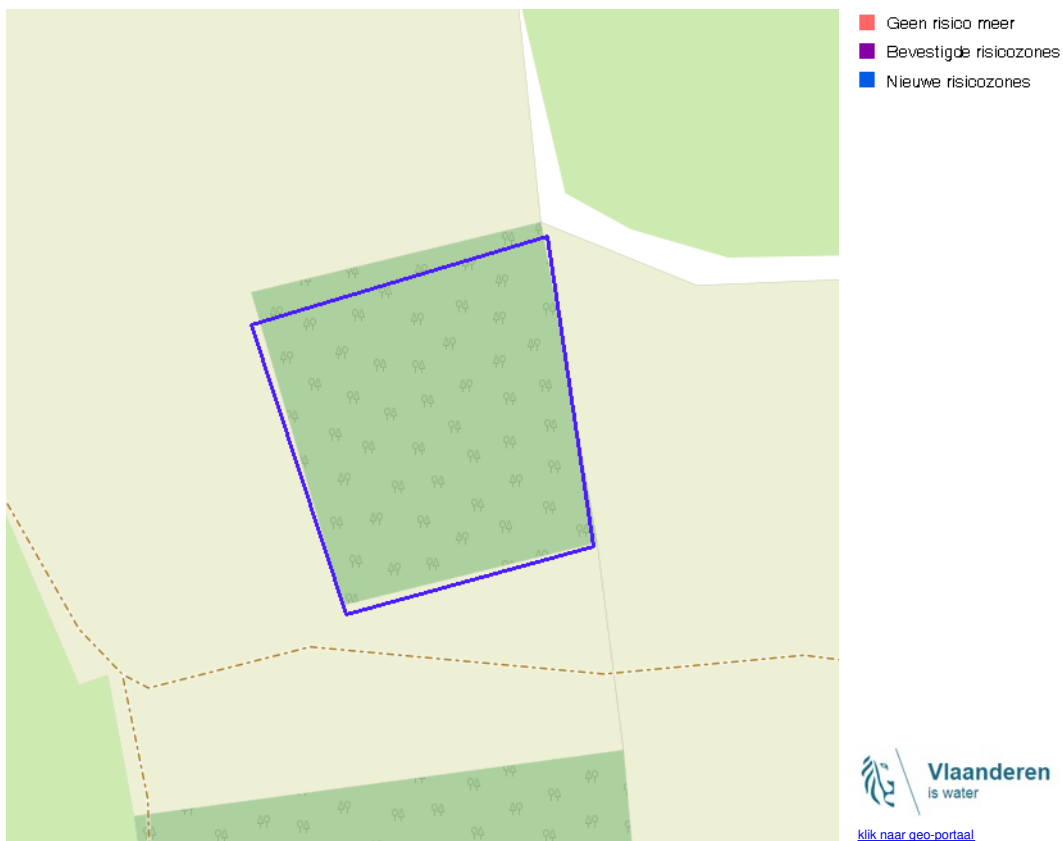 Geen risico meer
Bevestigde risicozones
Nieuwe risicozones
Vlaanderen
is water
klik naar geo-portaal